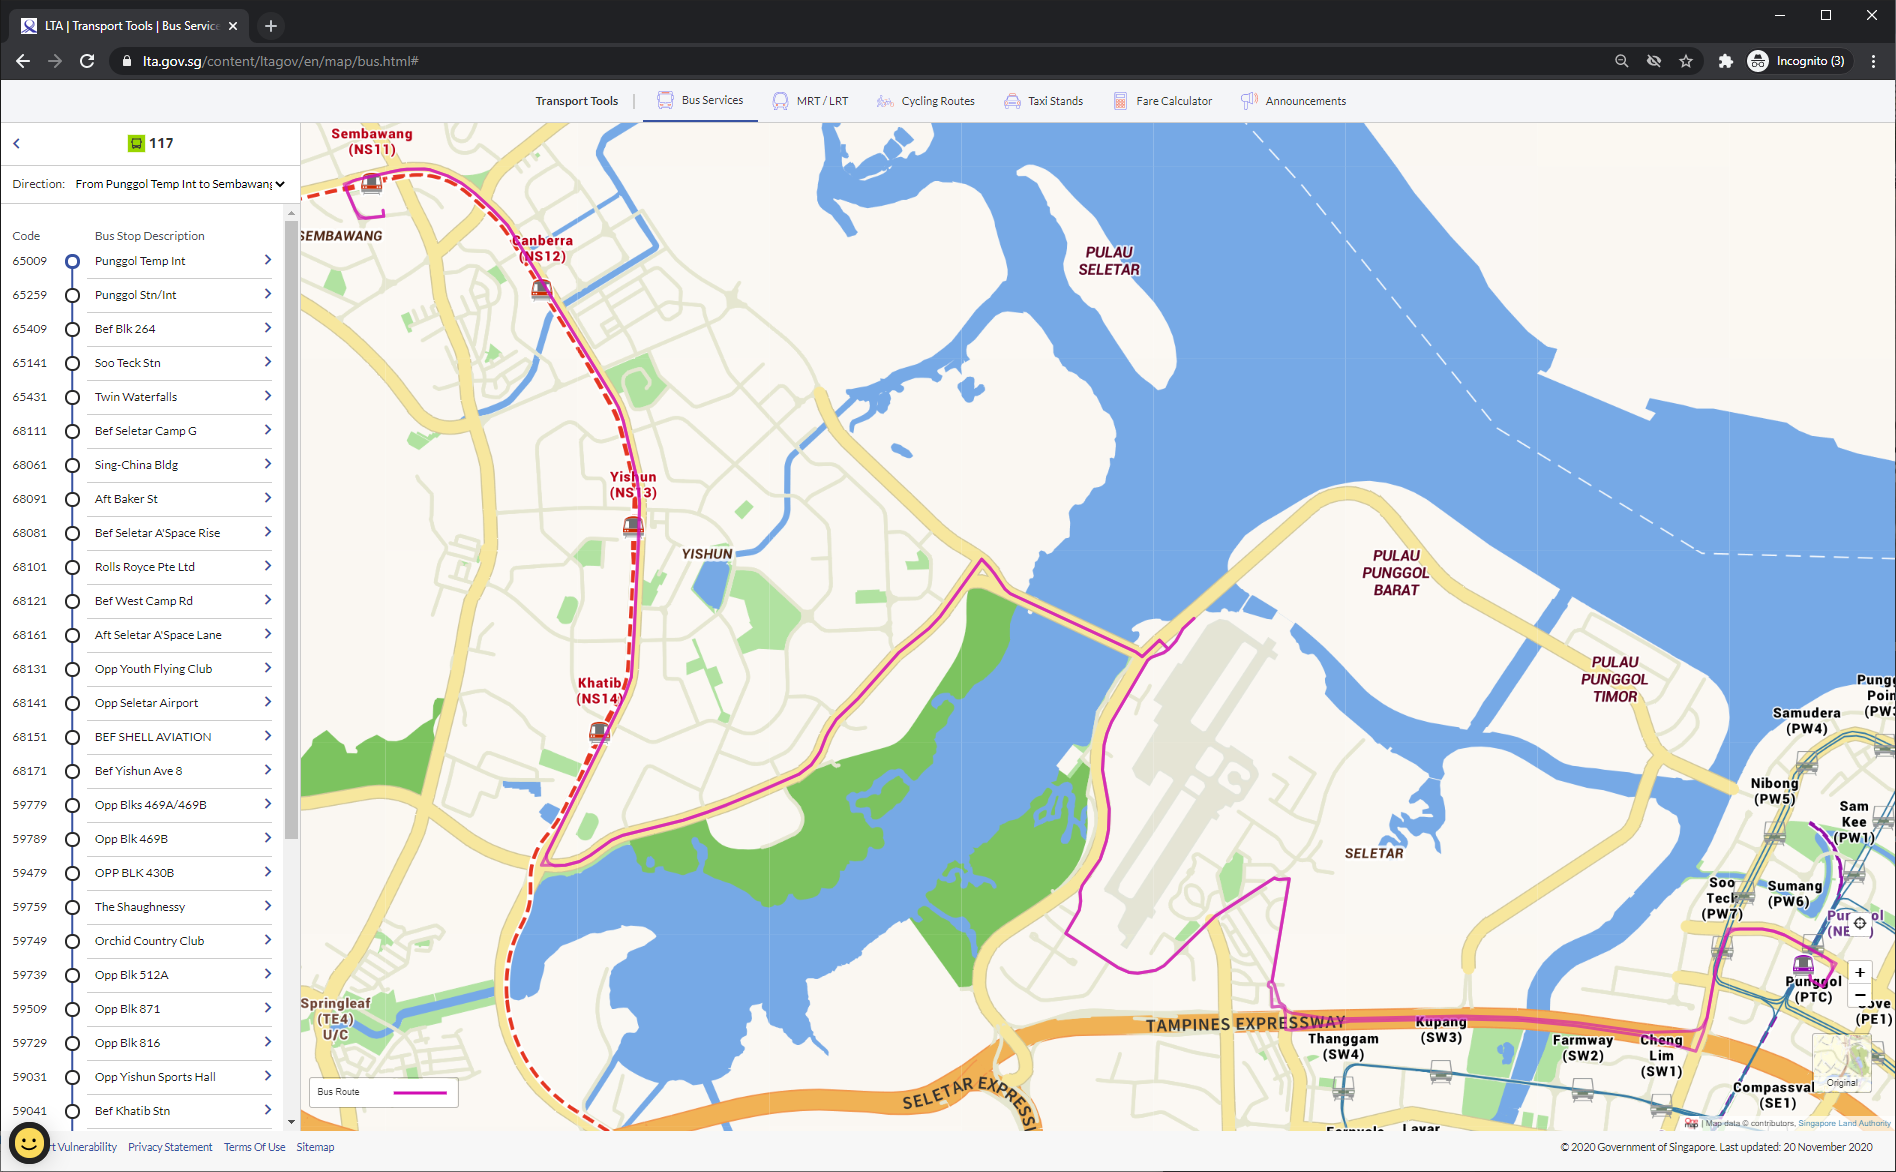 LTA | Transport Tools | Bus Servic
lta.gov.sg/content/ltagov/en/map/bus.html#
Incognito (3)
Transport Tools
Bus Services
MRT / LRT
Cycling Routes
Taxi Stands
Fare Calculator
Announcements
117
Direction: From Punggol Temp Int to Sembawang
Code Bus Stop Description
65009 Punggol Temp Int
65259 Punggol Stn/Int
65409 Bef Blk 264
65141 Soo Teck Stn
65431 Twin Waterfalls
68111 Bef Seletar Camp G
68061 Sing-China Bldg
68091 Aft Baker St
68081 Bef Seletar A'Space Rise
68101 Rolls Royce Pte Ltd
68121 Bef West Camp Rd
68161 Aft Seletar A'Space Lane
68131 Opp Youth Flying Club
68141 Opp Seletar Airport
68151 BEF SHELL AVIATION
68171 Bef Yishun Ave 8
59779 Opp Blks 469A/469B
59789 Opp Blk 469B
59479 OPP BLK 430B
59759 The Shaughnessy
59749 Orchid Country Club
59739 Opp Blk 512A
59509 Opp Blk 871
59729 Opp Blk 816
59031 Opp Yishun Sports Hall
59041 Bef Khatib Stn
Sembawang
(NS11)
SEMBAWANG
Canberra
(NS12)
Yishun
(NS13)
YISHUN
Khatib
(NS14)
Springleaf
(TE4)
U/C
PULAU
SELETAR
PULAU
PUNGGOL
BARAT
PULAU
PUNGGOL
TIMOR
SELETAR
Samudera
(PW4)
Nibong
(PW5)
Sam
Kee
(PW1)
Soo
Teck
(PW7)
Sumang
(PW6)
Punggol
(PTC)
(PE1)
TAMPINES EXPRESSWAY
SELETAR EXPRESS
Thanggam
(SW4)
Kupang
(SW3)
Farmway
(SW2)
Cheng
Lim
(SW1)
Compassval
(SE1)
Bus Route
Original
+
−
| Map data © contributors, Singapore Land Authority
rt Vulnerability
Privacy Statement
Terms Of Use
Sitemap
© 2020 Government of Singapore. Last updated: 20 November 2020